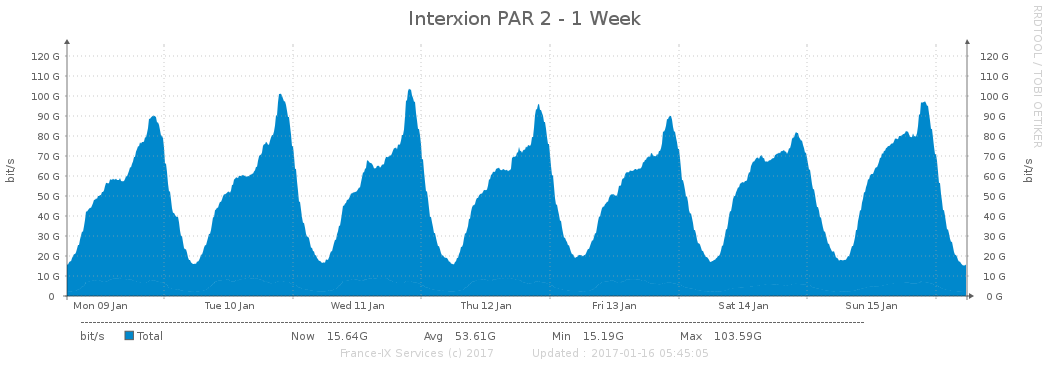 Interxion PAR 2 - 1 Week
RRDTOOL / TOBI OETIKER
bit/s
bit/s
120 G 120 G
110 G 110 G
100 G 100 G
90 G 90 G
80 G 80 G
70 G 70 G
60 G 60 G
50 G 50 G
40 G 40 G
30 G 30 G
20 G 20 G
10 G 10 G
0 0 G
Mon 09 Jan Tue 10 Jan Wed 11 Jan Thu 12 Jan Fri 13 Jan Sat 14 Jan Sun 15 Jan
bit/s Total Now 15.64G Avg 53.61G Min 15.19G Max 103.59G
France-IX Services (c) 2017 Updated : 2017-01-16 05:45:05